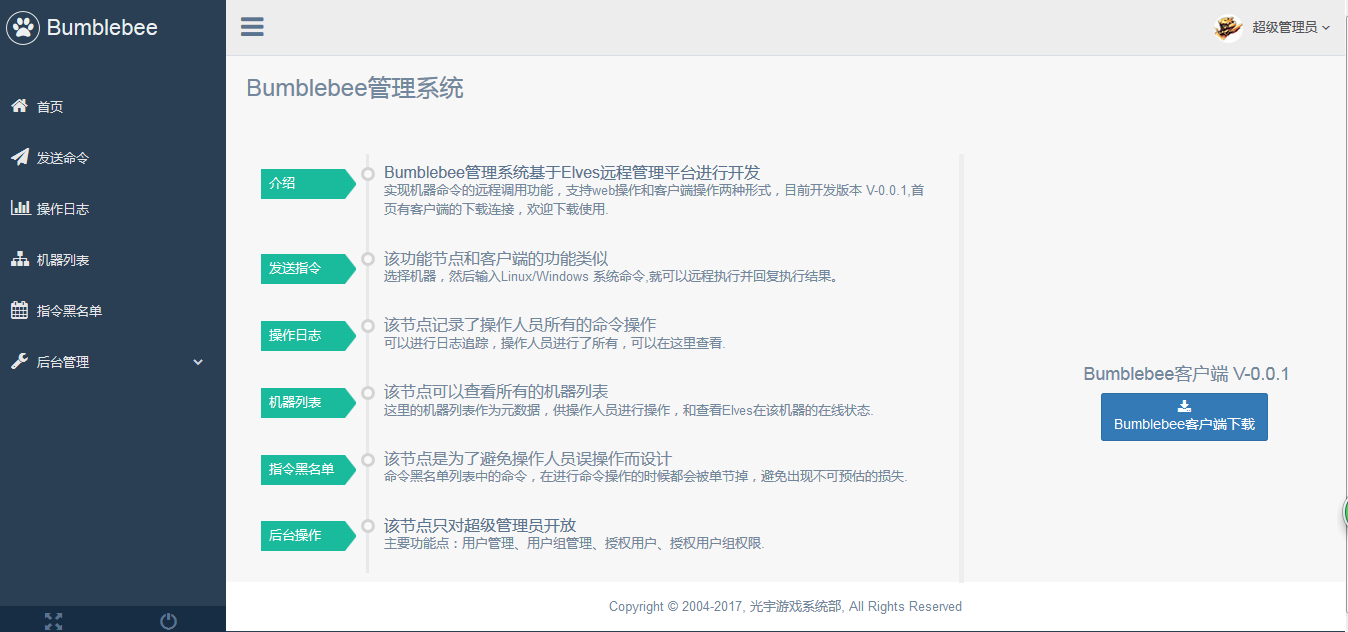 Bumblebee
超级管理员
首页
发送命令
操作日志
机器列表
指令黑名单
后台管理
Bumblebee管理系统
介绍
Bumblebee管理系统基于Elves远程管理平台进行开发
实现机器命令的远程调用功能，支持web操作和客户端操作两种形式，目前开发版本 V-0.0.1,首
页有客户端的下载连接，欢迎下载使用.
发送指令
该功能节点和客户端的功能类似
选择机器，然后输入Linux/Windows 系统命令,就可以远程执行并回复执行结果。
操作日志
该节点记录了操作人员所有的命令操作
可以进行日志追踪，操作人员进行了所有，可以在这里查看.
机器列表
该节点可以查看所有的机器列表
这里的机器列表作为元数据，供操作人员进行操作，和查看Elves在该机器的在线状态.
指令黑名单
该节点是为了避免操作人员误操作而设计
命令黑名单列表中的命令，在进行命令操作的时候都会被单节掉，避免出现不可预估的损失.
后台操作
该节点只对超级管理员开放
主要功能点：用户管理、用户组管理、授权用户、授权用户组权限.
Bumblebee客户端 V-0.0.1
Bumblebee客户端下载
Copyright © 2004-2017, 光宇游戏系统部, All Rights Reserved